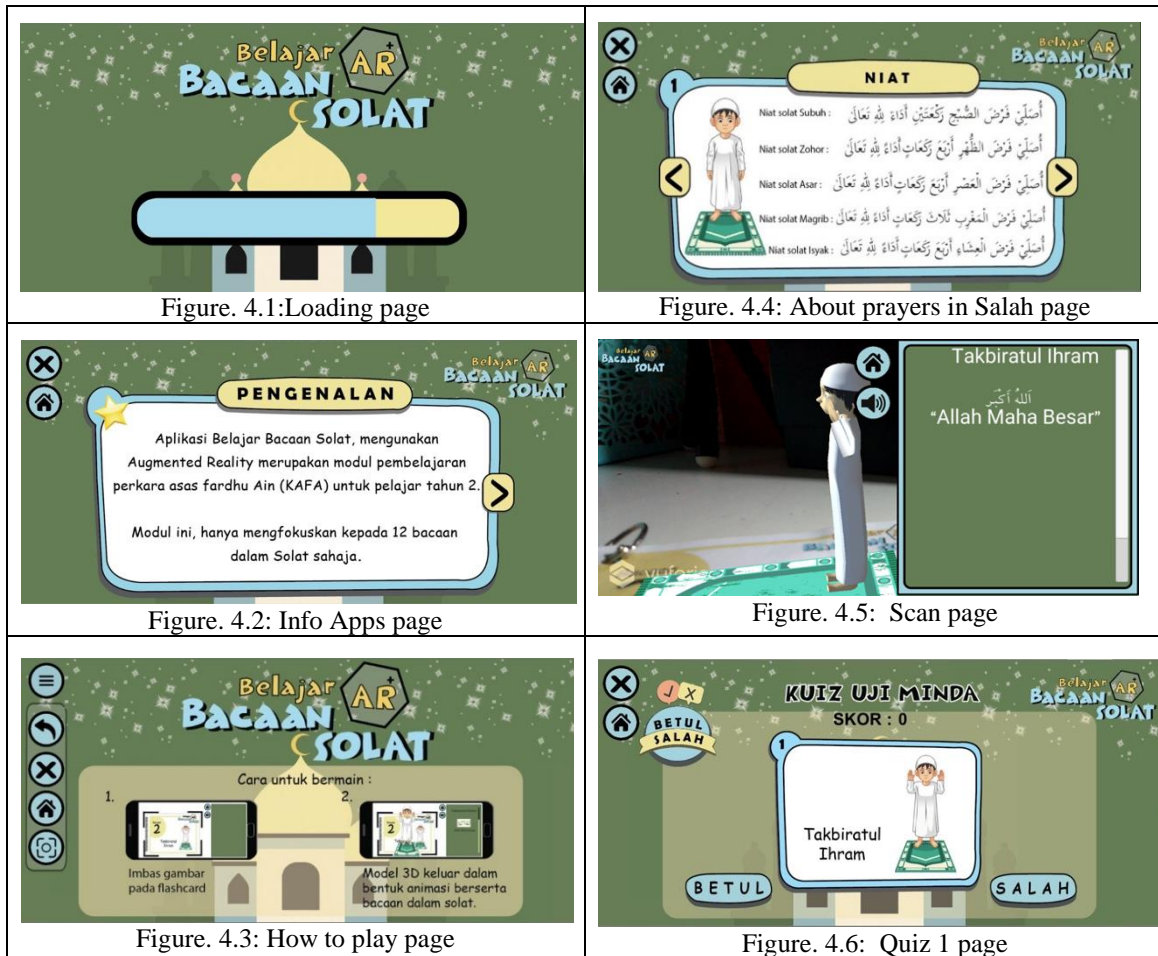 Belajar AR
BACAAN
SOLAT
Figure. 4.1:Loading page
Belajar AR
BACAAN
SOLAT
1
NIAT
Niat solat Subuh : أُصَلِّيْ فَرْضَ الصُّبْحِ رَكْعَتَيْنِ أَدَاءً لِلّٰهِ تَعَالَى
Niat solat Zohor : أُصَلِّيْ فَرْضَ الظُّهْرِ أَرْبَعَ رَكَعَاتٍ أَدَاءً لِلّٰهِ تَعَالَى
Niat solat Asar : أُصَلِّيْ فَرْضَ الْعَصْرِ أَرْبَعَ رَكَعَاتٍ أَدَاءً لِلّٰهِ تَعَالَى
Niat solat Magrib : أُصَلِّيْ فَرْضَ الْمَغْرِبِ ثَلَاثَ رَكَعَاتٍ أَدَاءً لِلّٰهِ تَعَالَى
Niat solat Isyak : أُصَلِّيْ فَرْضَ الْعِشَاءِ أَرْبَعَ رَكَعَاتٍ أَدَاءً لِلّٰهِ تَعَالَى
Figure. 4.4: About prayers in Salah page
Belajar AR
BACAAN
SOLAT
PENGENALAN
Aplikasi Belajar Bacaan Solat, mengunakan
Augmented Reality merupakan modul pembelajaran
perkara asas fardhu Ain (KAFA) untuk pelajar tahun 2.
Modul ini, hanya mengfokuskan kepada 12 bacaan
dalam Solat sahaja.
Figure. 4.2: Info Apps page
Belajar AR
BACAAN
SOLAT
Takbiratul Ihram
اَللهُ أَكْبَر
“Allah Maha Besar”
vuforia
Figure. 4.5: Scan page
Belajar AR
BACAAN
SOLAT
Cara untuk bermain :
1.
2
Takbiratul
Ihram
Imbas gambar
pada flashcard
2.
2
Model 3D keluar dalam
bentuk animasi berserta
bacaan dalam solat.
Figure. 4.3: How to play page
BETUL
SALAH
KUIZ UJI MINDA
SKOR : 0
Belajar AR
BACAAN
SOLAT
1
Takbiratul
Ihram
BETUL
SALAH
Figure. 4.6: Quiz 1 page